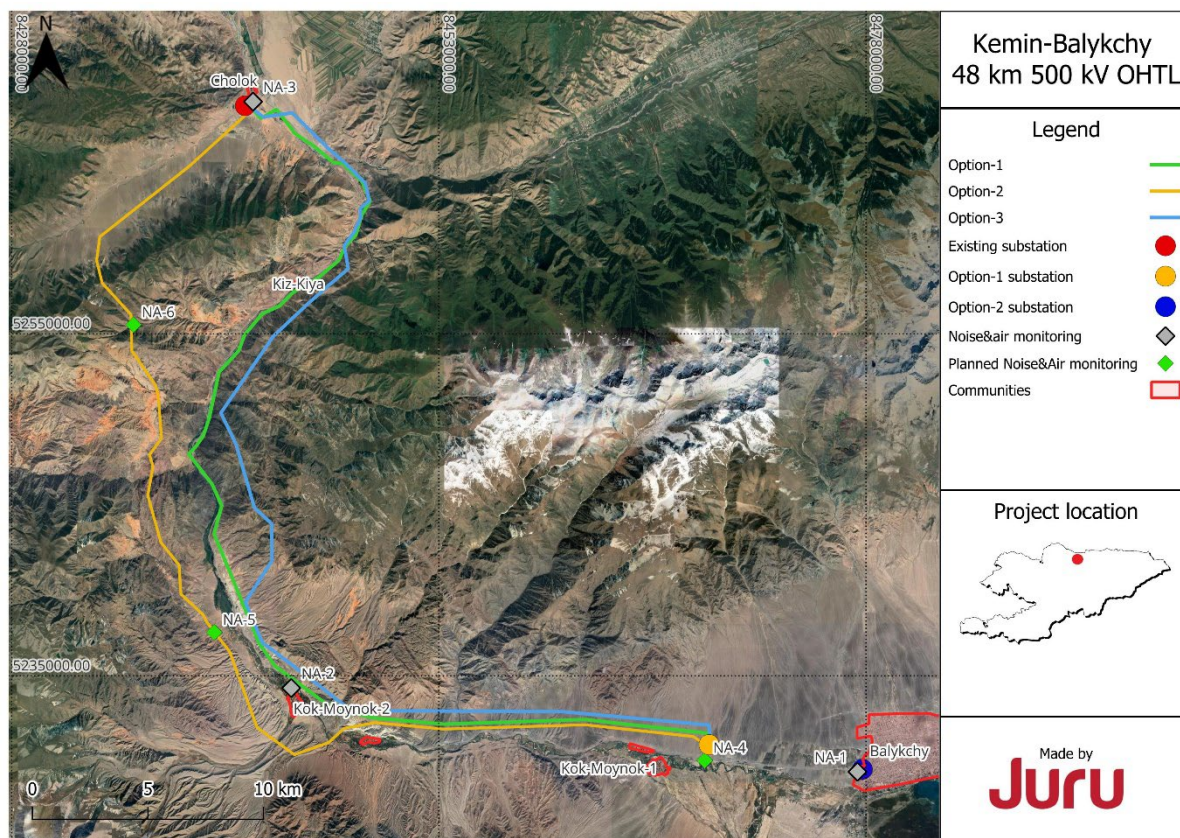 Kemin-Balykchy
48 km 500 kV OHTL
Legend
Option-1
Option-2
Option-3
Existing substation
Option-1 substation
Option-2 substation
Noise&air monitoring
Planned Noise&Air monitoring
Communities
Project location
Made by
Juru
N
8428000.00
8453000.00
8478000.00
5255000.00
5235000.00
Cholok
NA-3
Kiz-Kiya
NA-6
NA-5
NA-2
Kok-Moynok-2
NA-4
Kok-Moynok-1
NA-1
Balykchy
0
5
10 km